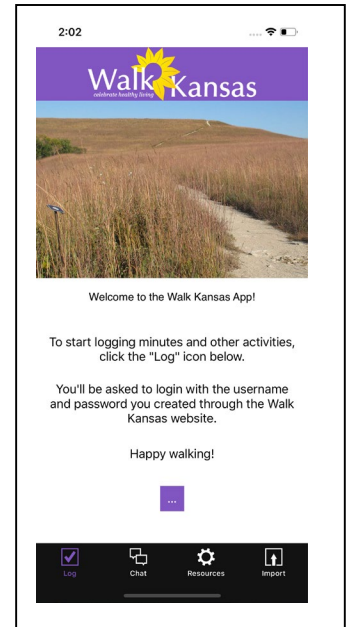 2:02
Walk Kansas
celebrate healthy living
Welcome to the Walk Kansas App!
To start logging minutes and other activities,
click the "Log" icon below.
You'll be asked to login with the username
and password you created through the Walk
Kansas website.
Happy walking!
...
Log Chat Resources Import